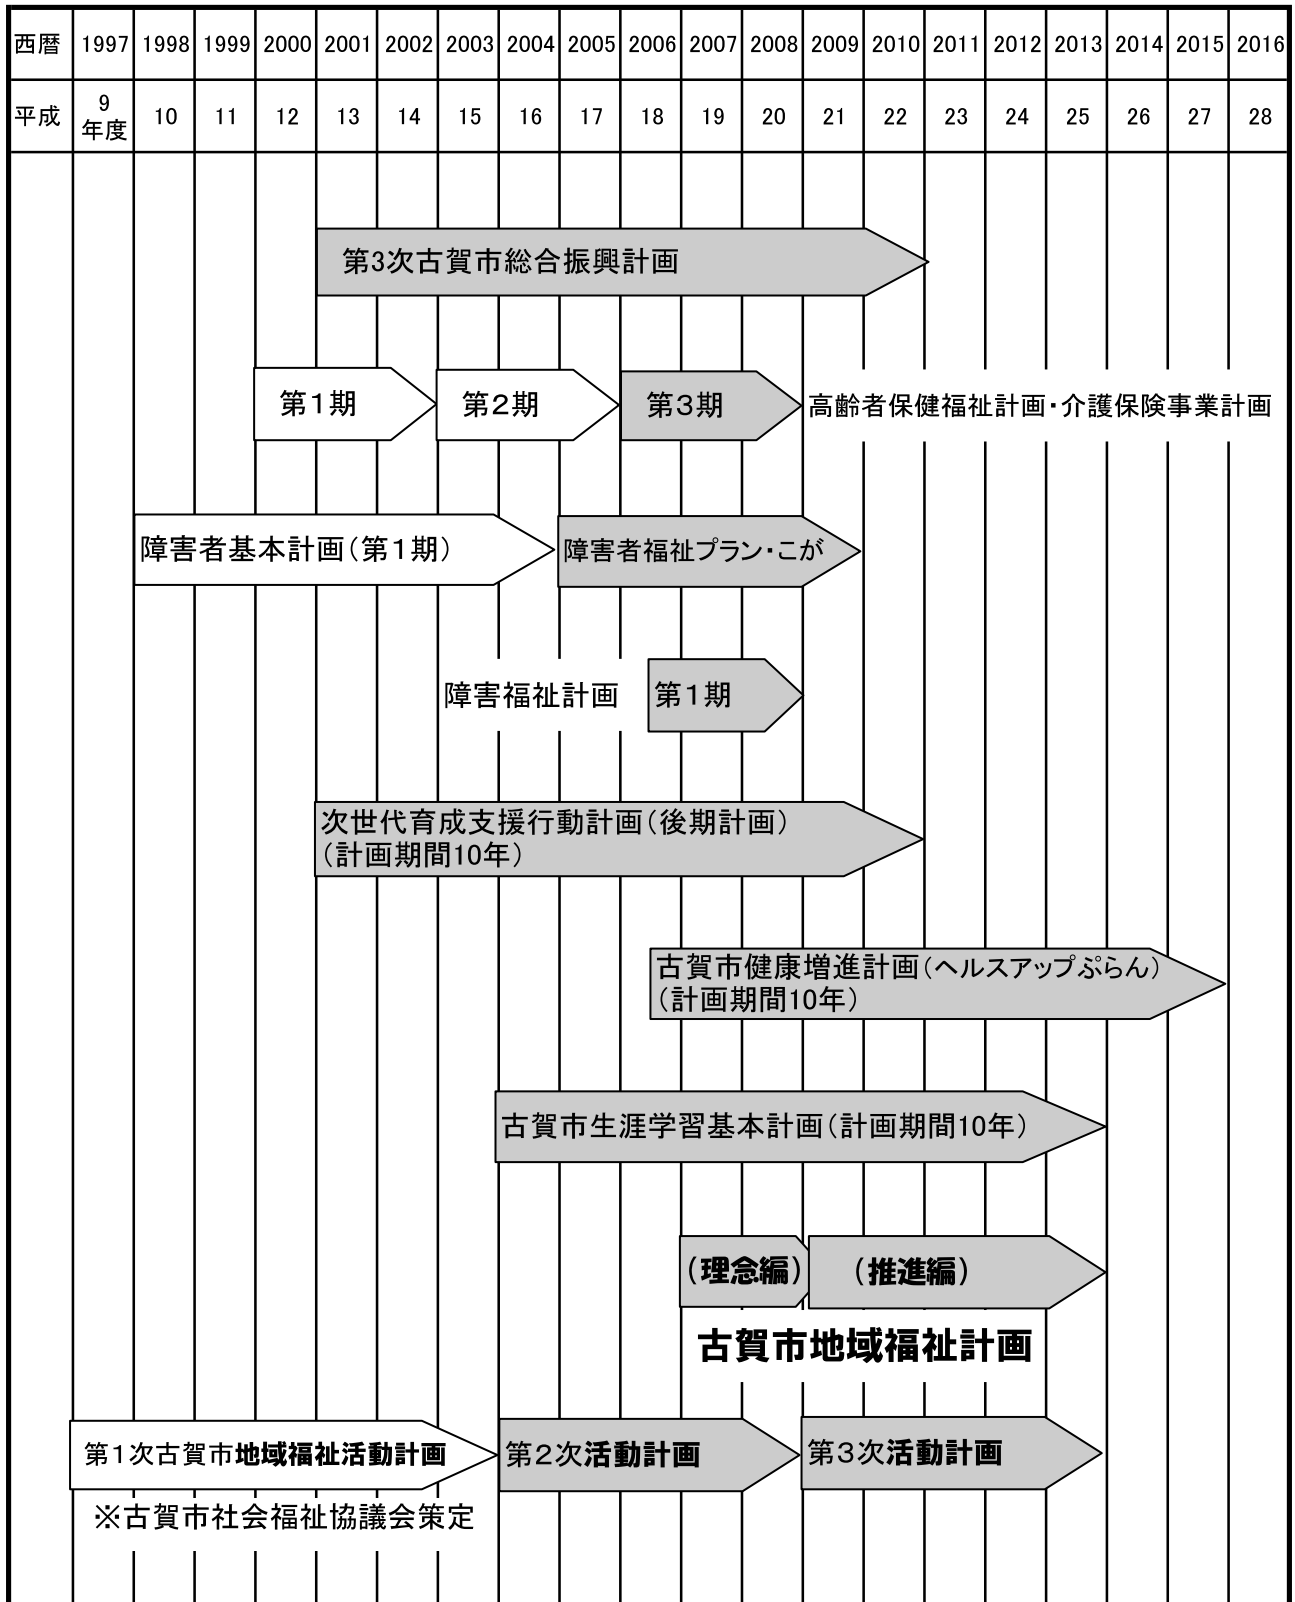 西暦 1997 1998 1999 2000 2001 2002 2003 2004 2005 2006 2007 2008 2009 2010 2011 2012 2013 2014 2015 2016
平成 9年度 10 11 12 13 14 15 16 17 18 19 20 21 22 23 24 25 26 27 28
第3次古賀市総合振興計画
第1期 第2期 第3期 高齢者保健福祉計画・介護保険事業計画
障害者基本計画（第1期） 障害者福祉プラン・こが
障害福祉計画 第1期
次世代育成支援行動計画（後期計画）
（計画期間10年）
古賀市健康増進計画（ヘルスアップぷらん）
（計画期間10年）
古賀市生涯学習基本計画（計画期間10年）
（理念編） （推進編）
古賀市地域福祉計画
第1次古賀市地域福祉活動計画 第2次活動計画 第3次活動計画
※古賀市社会福祉協議会策定